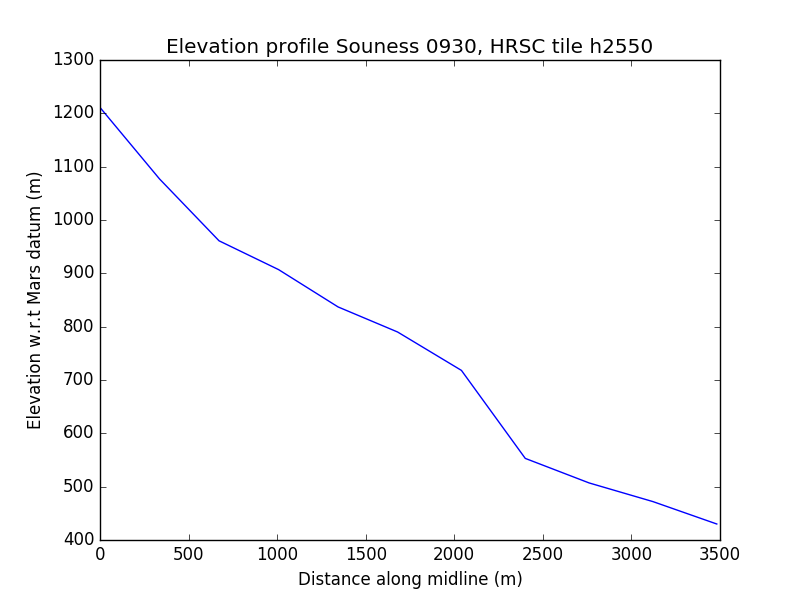 Elevation profile Souness 0930, HRSC tile h2550
1300
1200
1100
1000
900
800
700
600
500
400
Elevation w.r.t Mars datum (m)
0 500 1000 1500 2000 2500 3000 3500
Distance along midline (m)